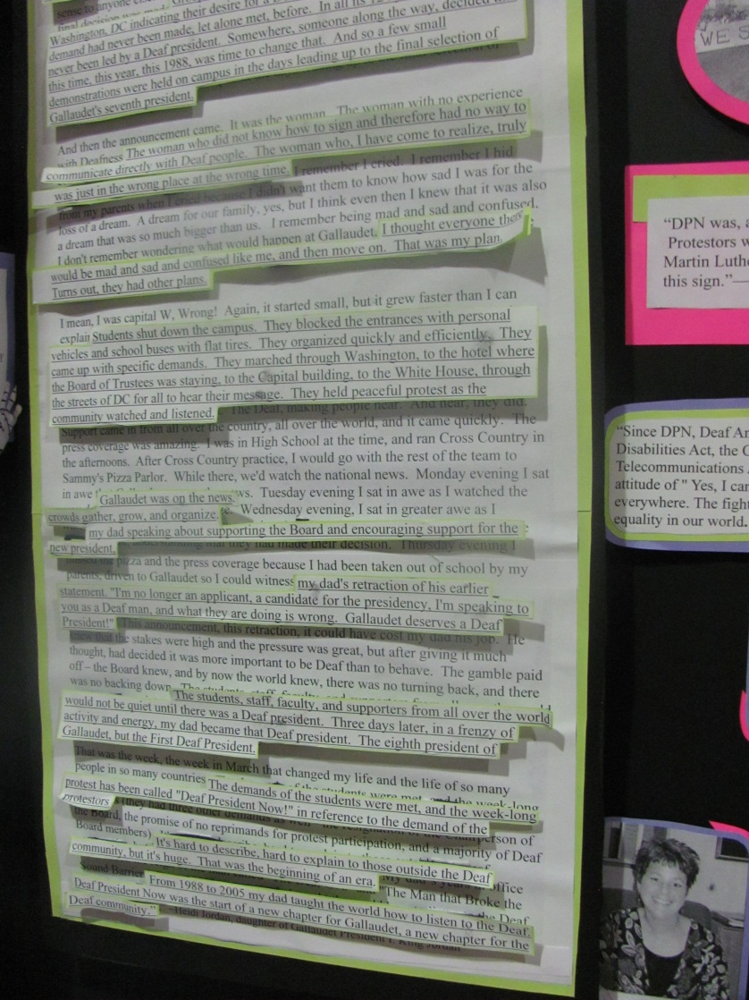 sense to anyone
final decision was made.
Washington, DC indicating their desire for a
demand had never been made, let alone met, before. In all its
never been led by a Deaf president. Somewhere, someone along the way, decided
this time, this year, this 1988, was time to change that. And so a few small
demonstrations were held on campus in the days leading up to the final selection of
Gallaudet's seventh president.
And then the announcement came. It was the woman. The woman with no experience
with Deafness The woman who did not know how to sign and therefore had no way to
communicate directly with Deaf people. The woman who, I have come to realize, truly
was just in the wrong place at the wrong time. I remember I cried. I remember I hid
from my parents when I cried because I didn't want them to know how sad I was for the
loss of a dream. A dream for our family, yes, but I think even then I knew that it was also
a dream that was so much bigger than us. I remember being mad and sad and confused.
I don't remember wondering what would happen at Gallaudet. I thought everyone there
would be mad and sad and confused like me, and then move on. That was my plan.
Turns out, they had other plans.
I mean, I was capital W, Wrong! Again, it started small, but it grew faster than I can
explain Students shut down the campus. They blocked the entrances with personal
vehicles and school buses with flat tires. They organized quickly and efficiently. They
came up with specific demands. They marched through Washington, to the hotel where
the Board of Trustees was staying, to the Capital building, to the White House, through
the streets of DC for all to hear their message. They held peaceful protest as the
community watched and listened. The Deaf, making people hear. And hear, they did.
Support came in from all over the country, all over the world, and it came quickly. The
press coverage was amazing. I was in High School at the time, and ran Cross Country in
the afternoons. After Cross Country practice, I would go with the rest of the team to
Sammy's Pizza Parlor. While there, we'd watch the national news. Monday evening I sat
in awe Gallaudet was on the news. ws. Tuesday evening I sat in awe as I watched the
crowds gather, grow, and organize. Wednesday evening, I sat in greater awe as I
my dad speaking about supporting the Board and encouraging support for the
new president. had made their decision. Thursday evening I
missed the pizza and the press coverage because I had been taken out of school by my
parents, driven to Gallaudet so I could witness my dad's retraction of his earlier
statement. "I'm no longer an applicant, a candidate for the presidency, I'm speaking to
you as a Deaf man, and what they are doing is wrong. Gallaudet deserves a Deaf
President!" This announcement, this retraction, it could have cost my dad his job. He
knew that the stakes were high and the pressure was great, but after giving it much
thought, had decided it was more important to be Deaf than to behave. The gamble paid
off – the Board knew, and by now the world knew, there was no turning back, and there
was no backing down. The students, staff, faculty, and supporters from all over the world
would not be quiet until there was a Deaf president. Three days later, in a frenzy of
activity and energy, my dad became that Deaf president. The eighth president of
Gallaudet, but the First Deaf President.
That was the week, the week in March that changed my life and the life of so many
people in so many countries The demands of the students were met, and the week-long
protest has been called "Deaf President Now!" in reference to the demand of the
protestors (they had three other demands as well
the Board, the promise of no reprimands for protest participation, and a majority of Deaf
Board members)
It's hard to describe, hard to explain to those outside the Deaf
community, but it's huge. That was the beginning of an era. office
Sound Barrier "The Man that Broke the
From 1988 to 2005 my dad taught the world how to listen to the Deaf.
Deaf President Now was the start of a new chapter for Gallaudet, a new chapter for the
Deaf community." ~Heidi Jordan, daughter of Gallaudet President I. King Jordan
WE S
"DPN was, a
Protestors w
Martin Luthe
this sign."—
"Since DPN, Deaf Am
Disabilities Act, the
Telecommunications
attitude of " Yes, I can
everywhere. The fight
equality in our world.